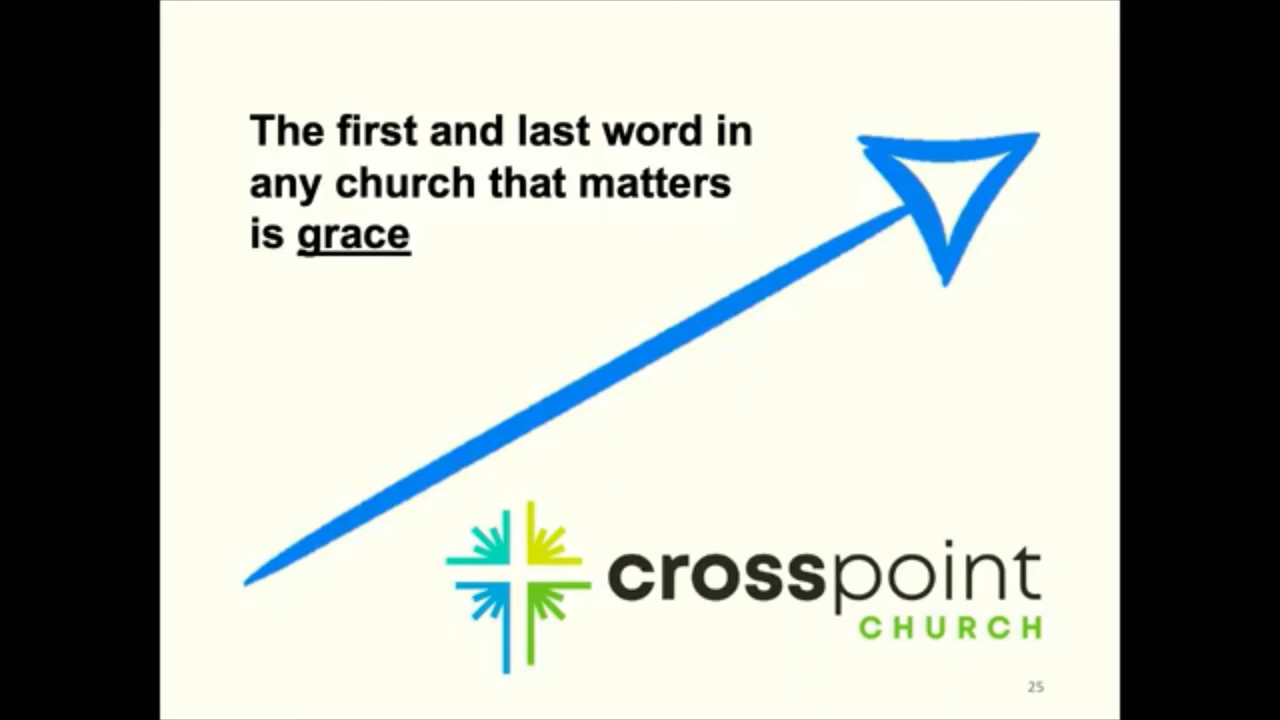 The first and last word in
any church that matters
is grace
crosspoint
CHURCH
25